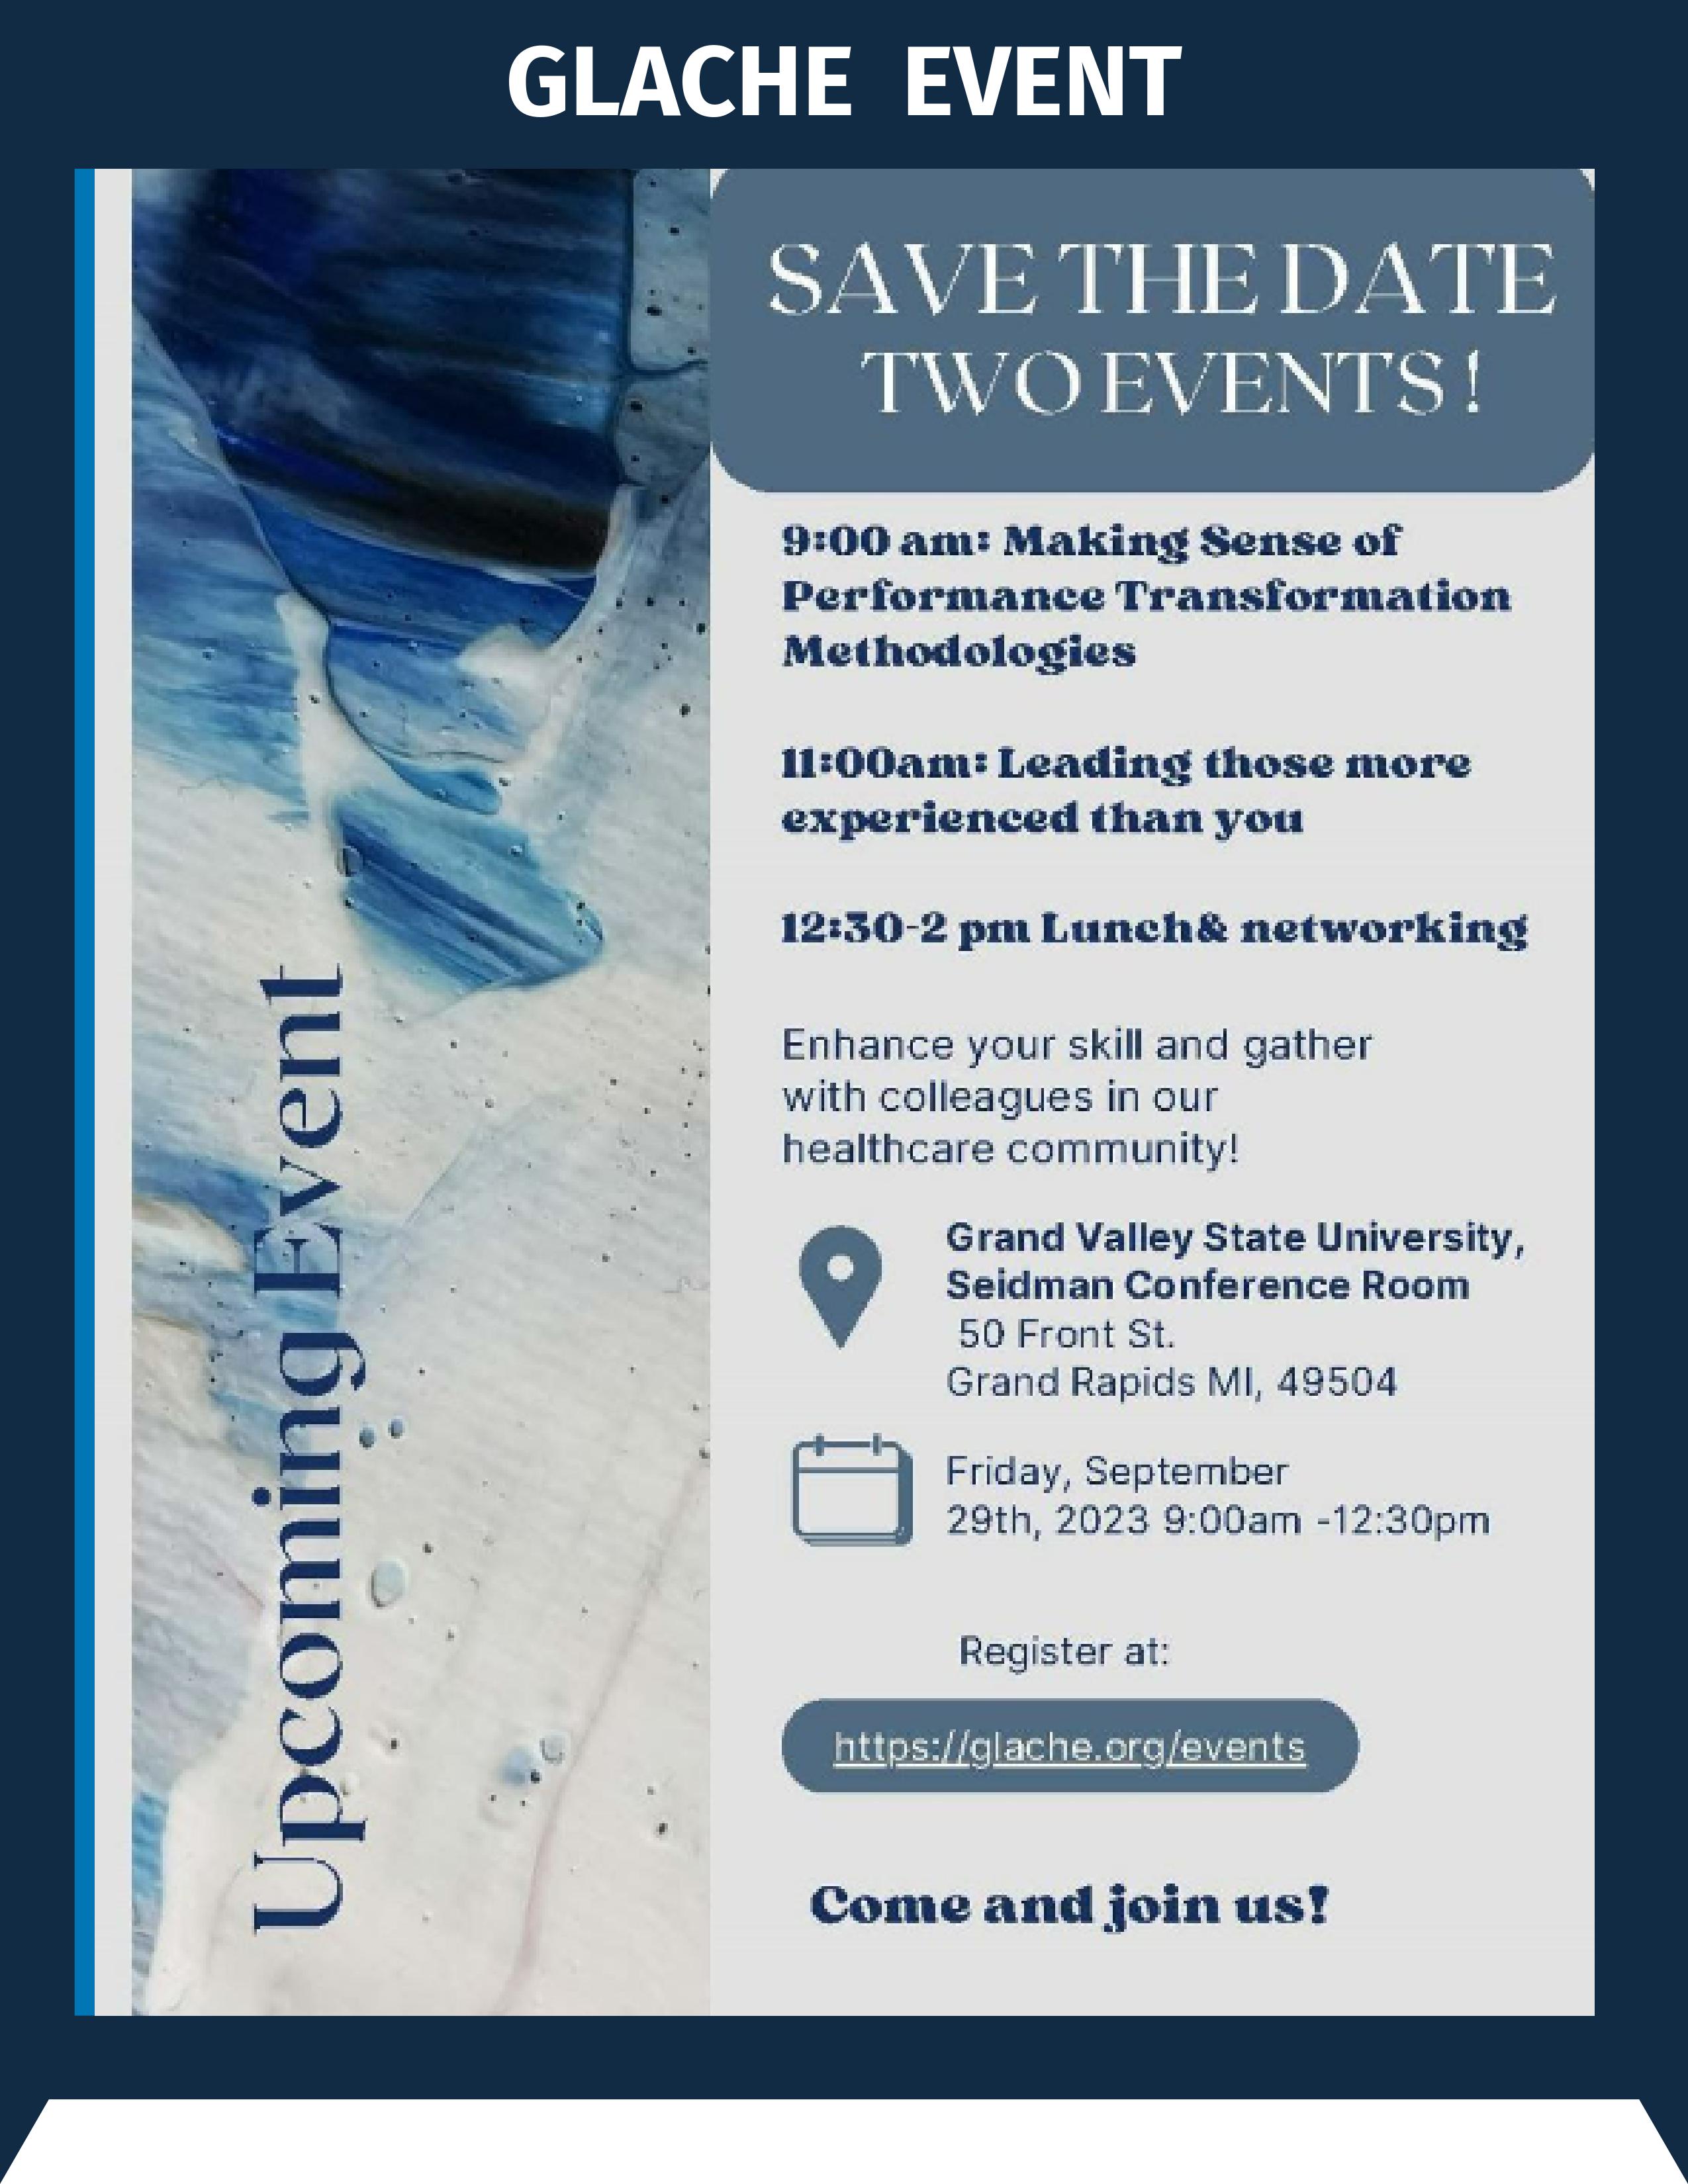 GLACHE EVENT
Upcoming Event
SAVE THE DATE
TWO EVENTS !
9:00 am: Making Sense of
Performance Transformation
Methodologies
11:00am: Leading those more
experienced than you
12:30-2 pm Lunch& networking
Enhance your skill and gather
with colleagues in our
healthcare community!
Grand Valley State University,
Seidman Conference Room
50 Front St.
Grand Rapids MI, 49504
Friday, September
29th, 2023 9:00am -12:30pm
Register at:
https://glache.org/events
Come and join us!